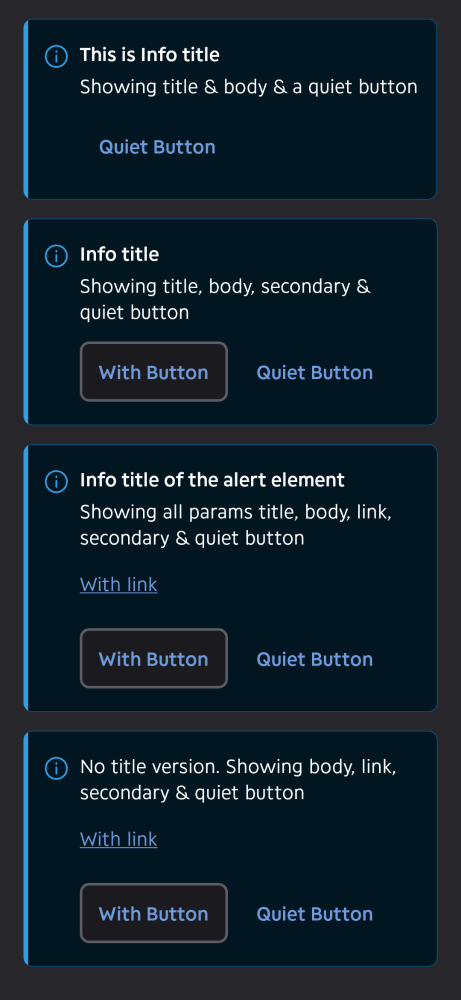 This is Info title
Showing title & body & a quiet button
Quiet Button
Info title
Showing title, body, secondary &
quiet button
With Button Quiet Button
Info title of the alert element
Showing all params title, body, link,
secondary & quiet button
With link
With Button Quiet Button
No title version. Showing body, link,
secondary & quiet button
With link
With Button Quiet Button